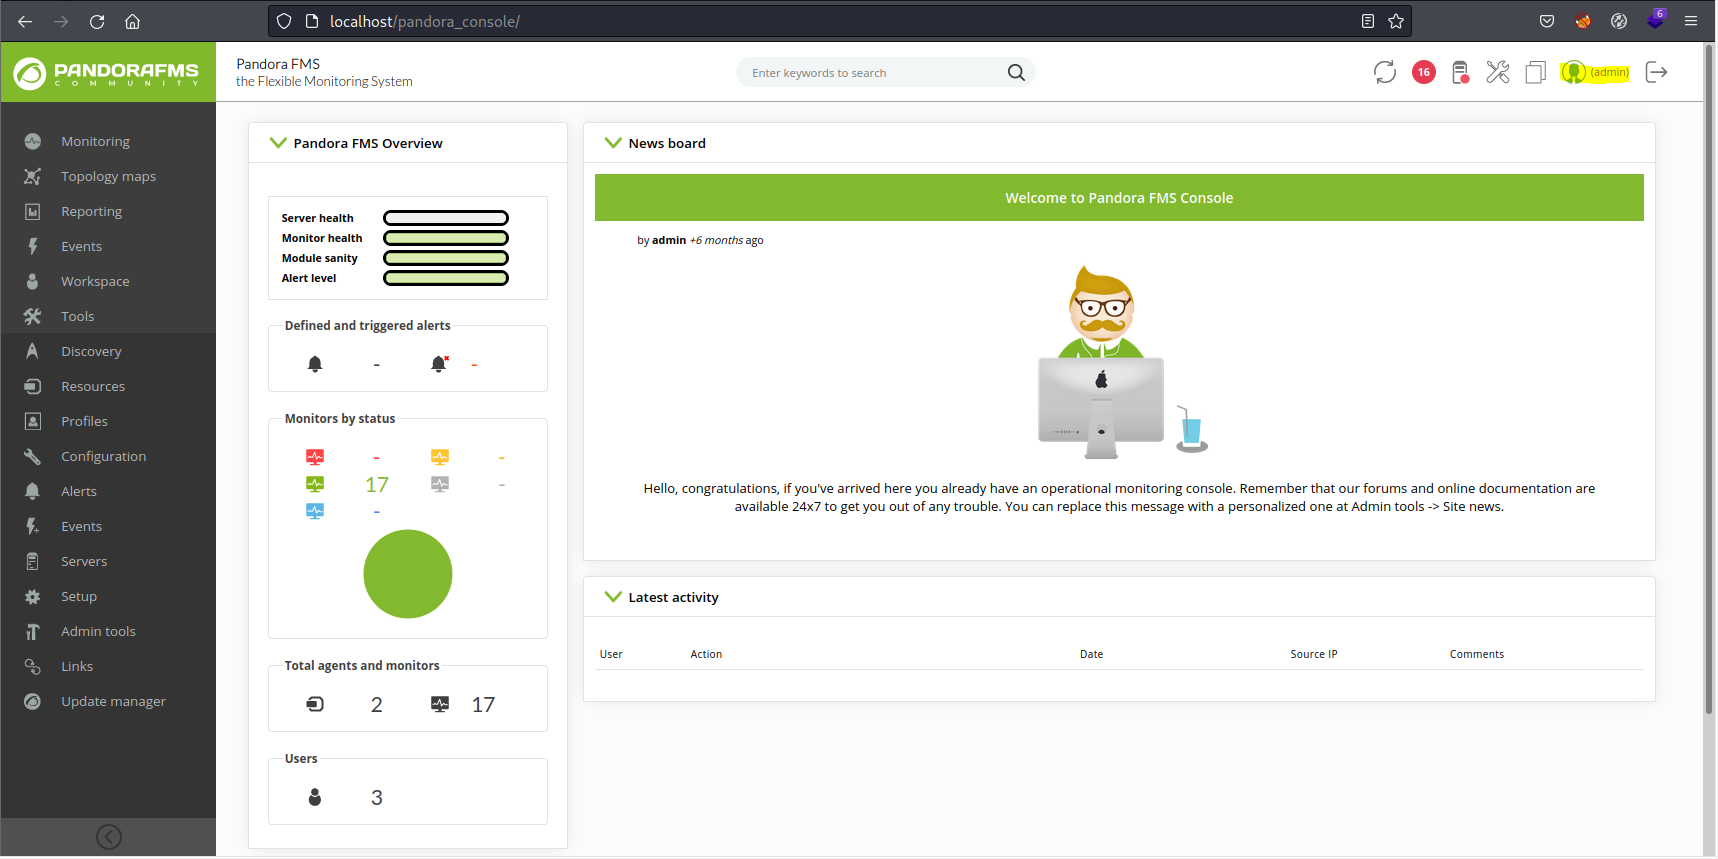 localhost/pandora_console/
6
PANDORAFMS
COMMUNITY
Pandora FMS
the Flexible Monitoring System
Enter keywords to search
16
(admin)
Monitoring
Topology maps
Reporting
Events
Workspace
Tools
Discovery
Resources
Profiles
Configuration
Alerts
Events
Servers
Setup
Admin tools
Links
Update manager
Pandora FMS Overview
Server health
Monitor health
Module sanity
Alert level
Defined and triggered alerts
- -
Monitors by status
- -
17 -
-
Total agents and monitors
2 17
Users
3
News board
Welcome to Pandora FMS Console
by admin +6 months ago
Hello, congratulations, if you've arrived here you already have an operational monitoring console. Remember that our forums and online documentation are
available 24x7 to get you out of any trouble. You can replace this message with a personalized one at Admin tools -> Site news.
Latest activity
User Action Date Source IP Comments